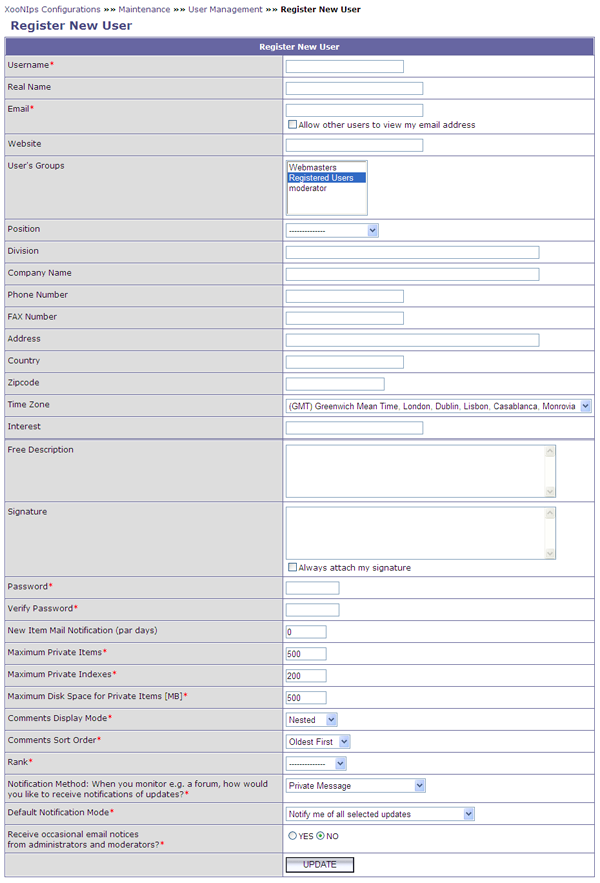 XooNIps Configurations »» Maintenance »» User Management »» Register New User
Register New User
Register New User
Username*
Real Name
Email*
Allow other users to view my email address
Website
User's Groups
Webmasters
Registered Users
moderator
Position
--------------
Division
Company Name
Phone Number
FAX Number
Address
Country
Zipcode
Time Zone
(GMT) Greenwich Mean Time, London, Dublin, Lisbon, Casablanca, Monrovia
Interest
Free Description
Signature
Always attach my signature
Password*
Verify Password*
New Item Mail Notification (par days)
0
Maximum Private Items*
500
Maximum Private Indexes*
200
Maximum Disk Space for Private Items [MB]*
500
Comments Display Mode*
Nested
Comments Sort Order*
Oldest First
Rank*
--------------
Notification Method: When you monitor e.g. a forum, how would
you like to receive notifications of updates?*
Private Message
Default Notification Mode*
Notify me of all selected updates
Receive occasional email notices
from administrators and moderators?*
YES NO
UPDATE